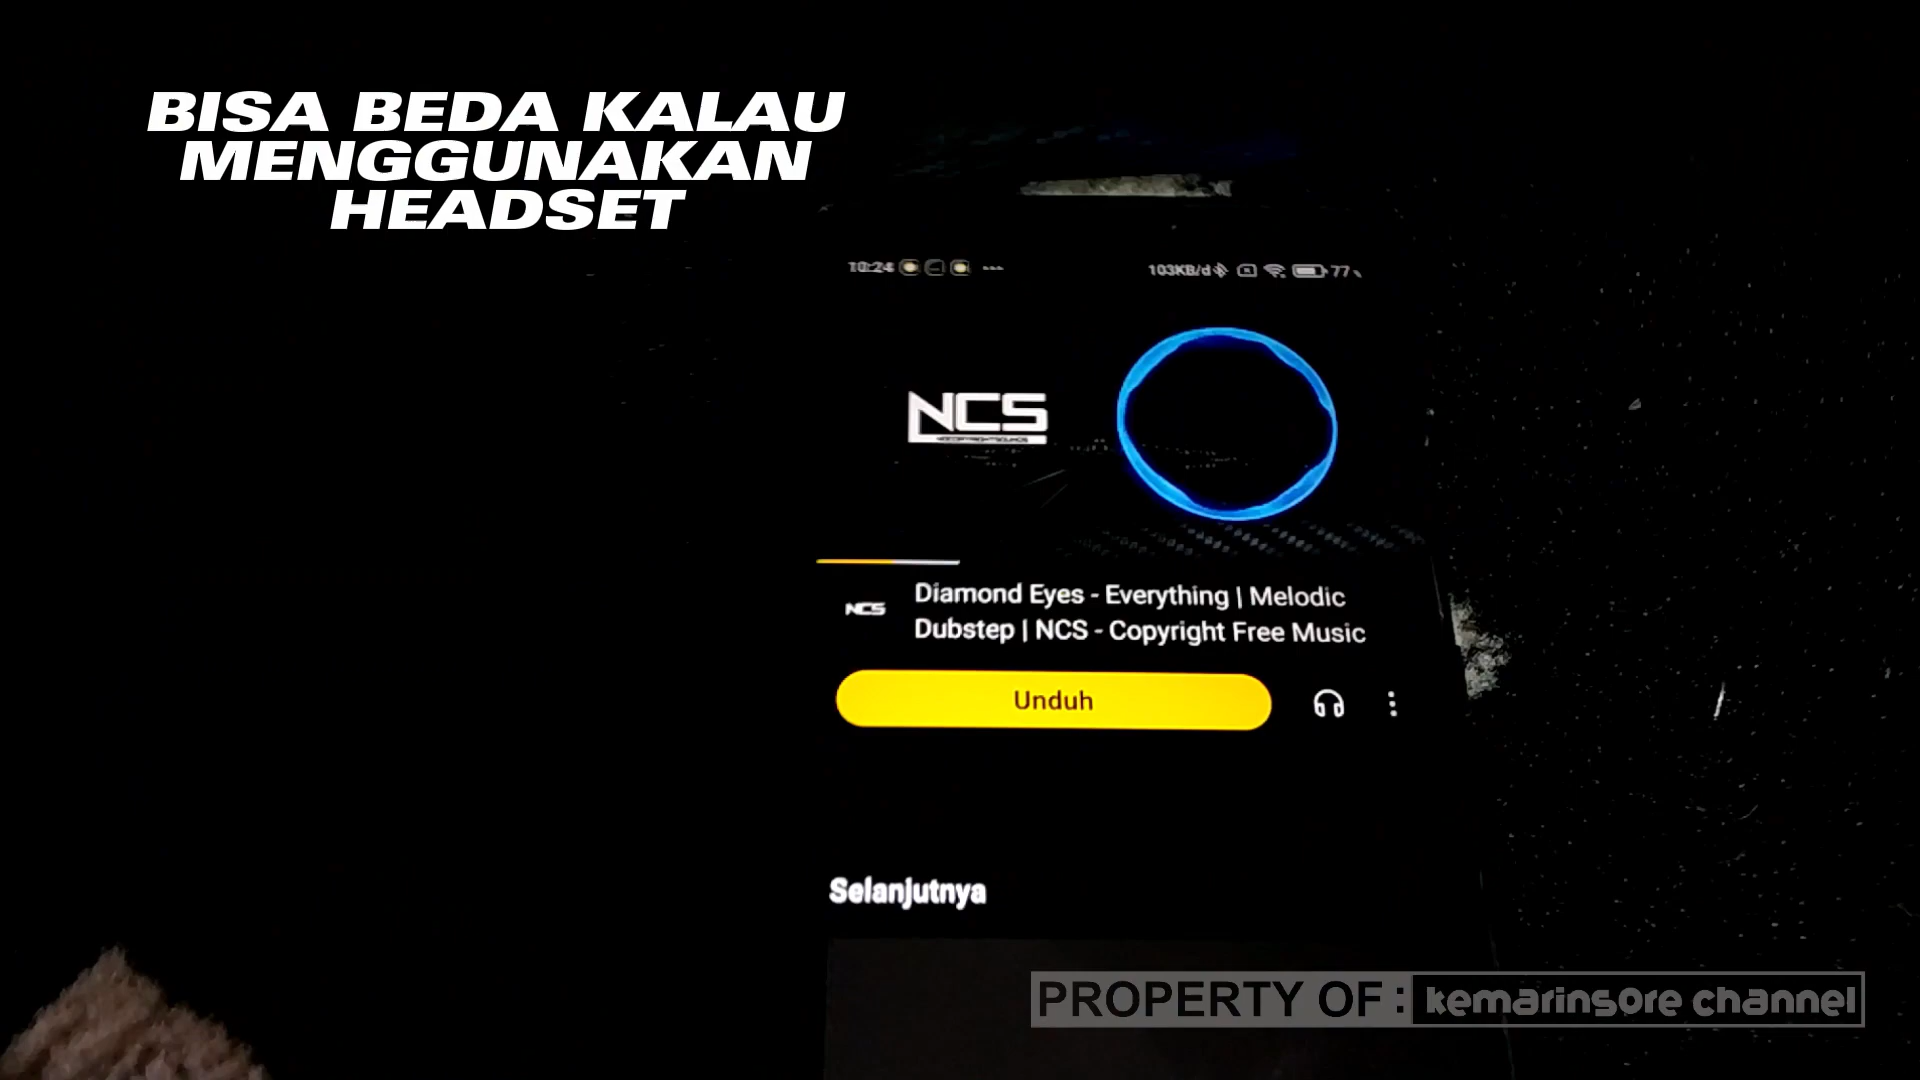 BISA BEDA KALAU
MENGGUNAKAN
HEADSET
10:24
103KB/d
77
NCS
NCS
Diamond Eyes - Everything | Melodic
Dubstep | NCS - Copyright Free Music
Unduh
Selanjutnya
PROPERTY OF : kemarinsore channel